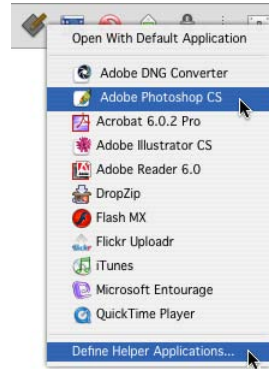 Open With Default Application
Adobe DNG Converter
Adobe Photoshop CS
Acrobat 6.0.2 Pro
Adobe Illustrator CS
Adobe Reader 6.0
DropZip
Flash MX
Flickr Uploadr
iTunes
Microsoft Entourage
QuickTime Player
Define Helper Applications...